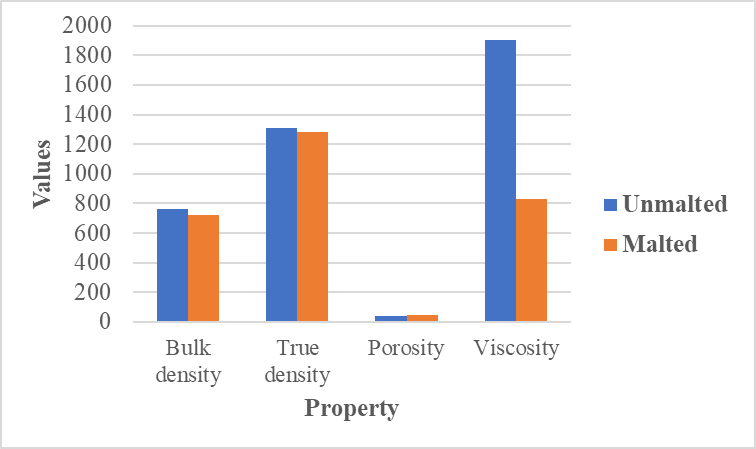 2000
1800
1600
1400
1200
1000
800
600
400
200
0
Values
Bulk
density
True
density
Porosity
Viscosity
Property
Unmalted
Malted